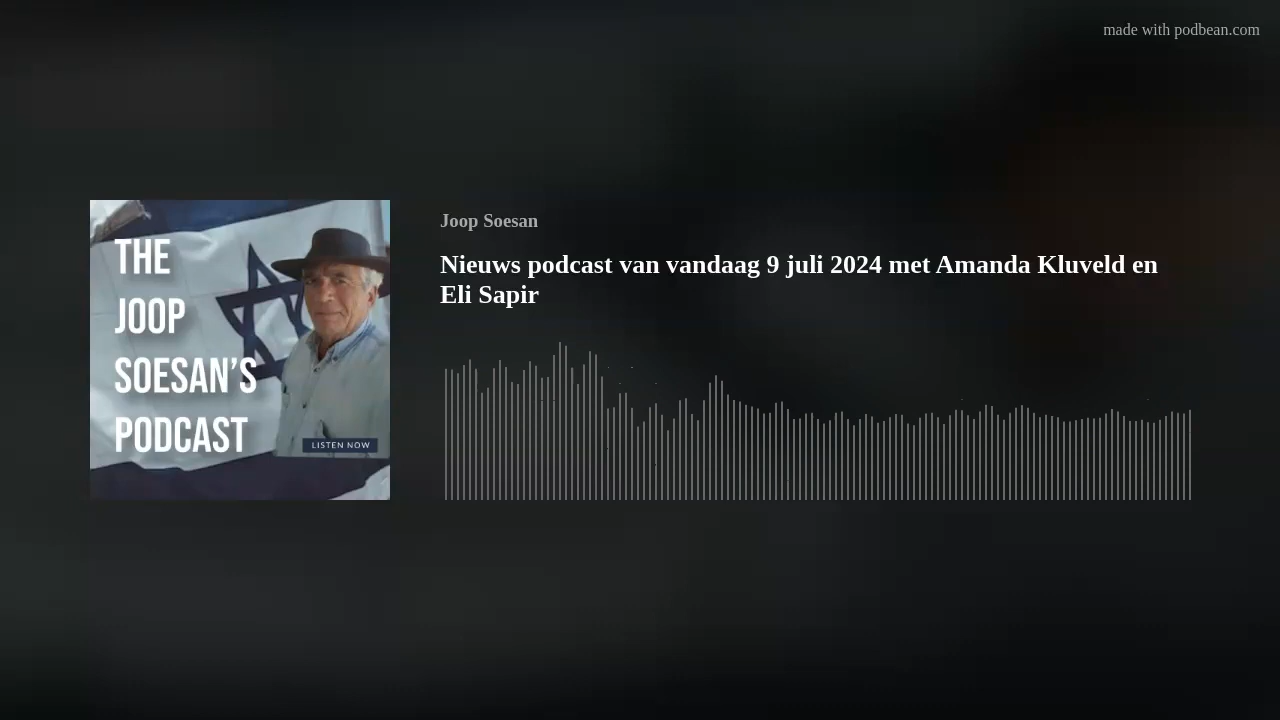 made with podbean.com
THE
JOOP
SOESAN'S
PODCAST
LISTEN NOW
Joop Soesan
Nieuws podcast van vandaag 9 juli 2024 met Amanda Kluveld en
Eli Sapir